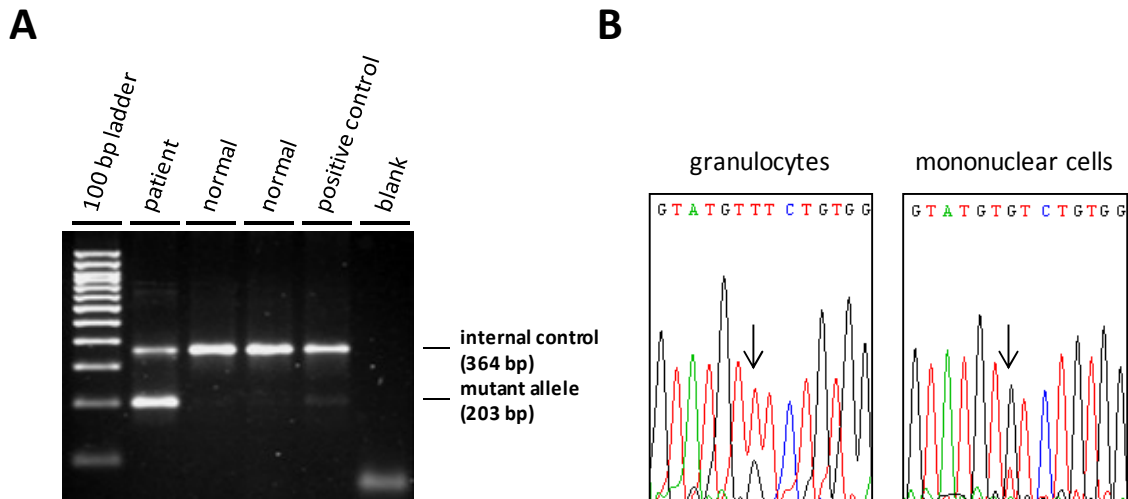 A
B
100 bp ladder
patient
normal
normal
positive control
blank
internal control
(364 bp)
mutant allele
(203 bp)
granulocytes
mononuclear cells
G T A T G T T T C T G T G G
G T A T G T G T C T G T G G